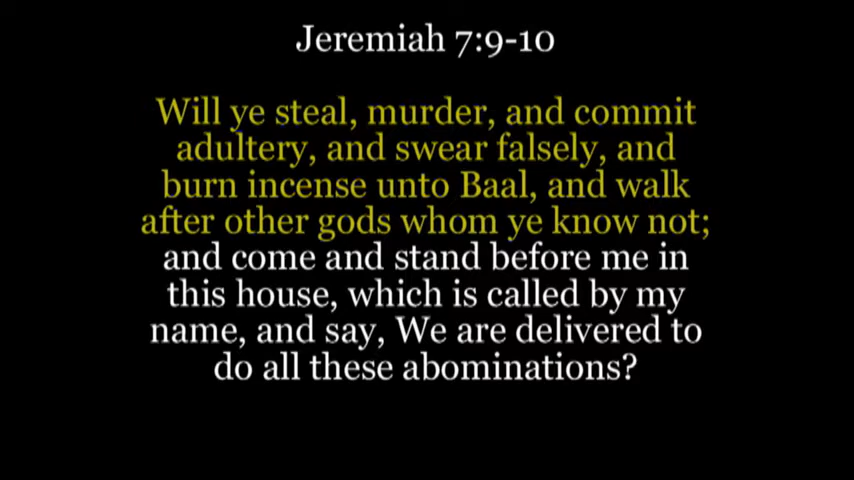 Jeremiah 7:9-10
Will ye steal, murder, and commit
adultery, and swear falsely, and
burn incense unto Baal, and walk
after other gods whom ye know not;
and come and stand before me in
this house, which is called by my
name, and say, We are delivered to
do all these abominations?